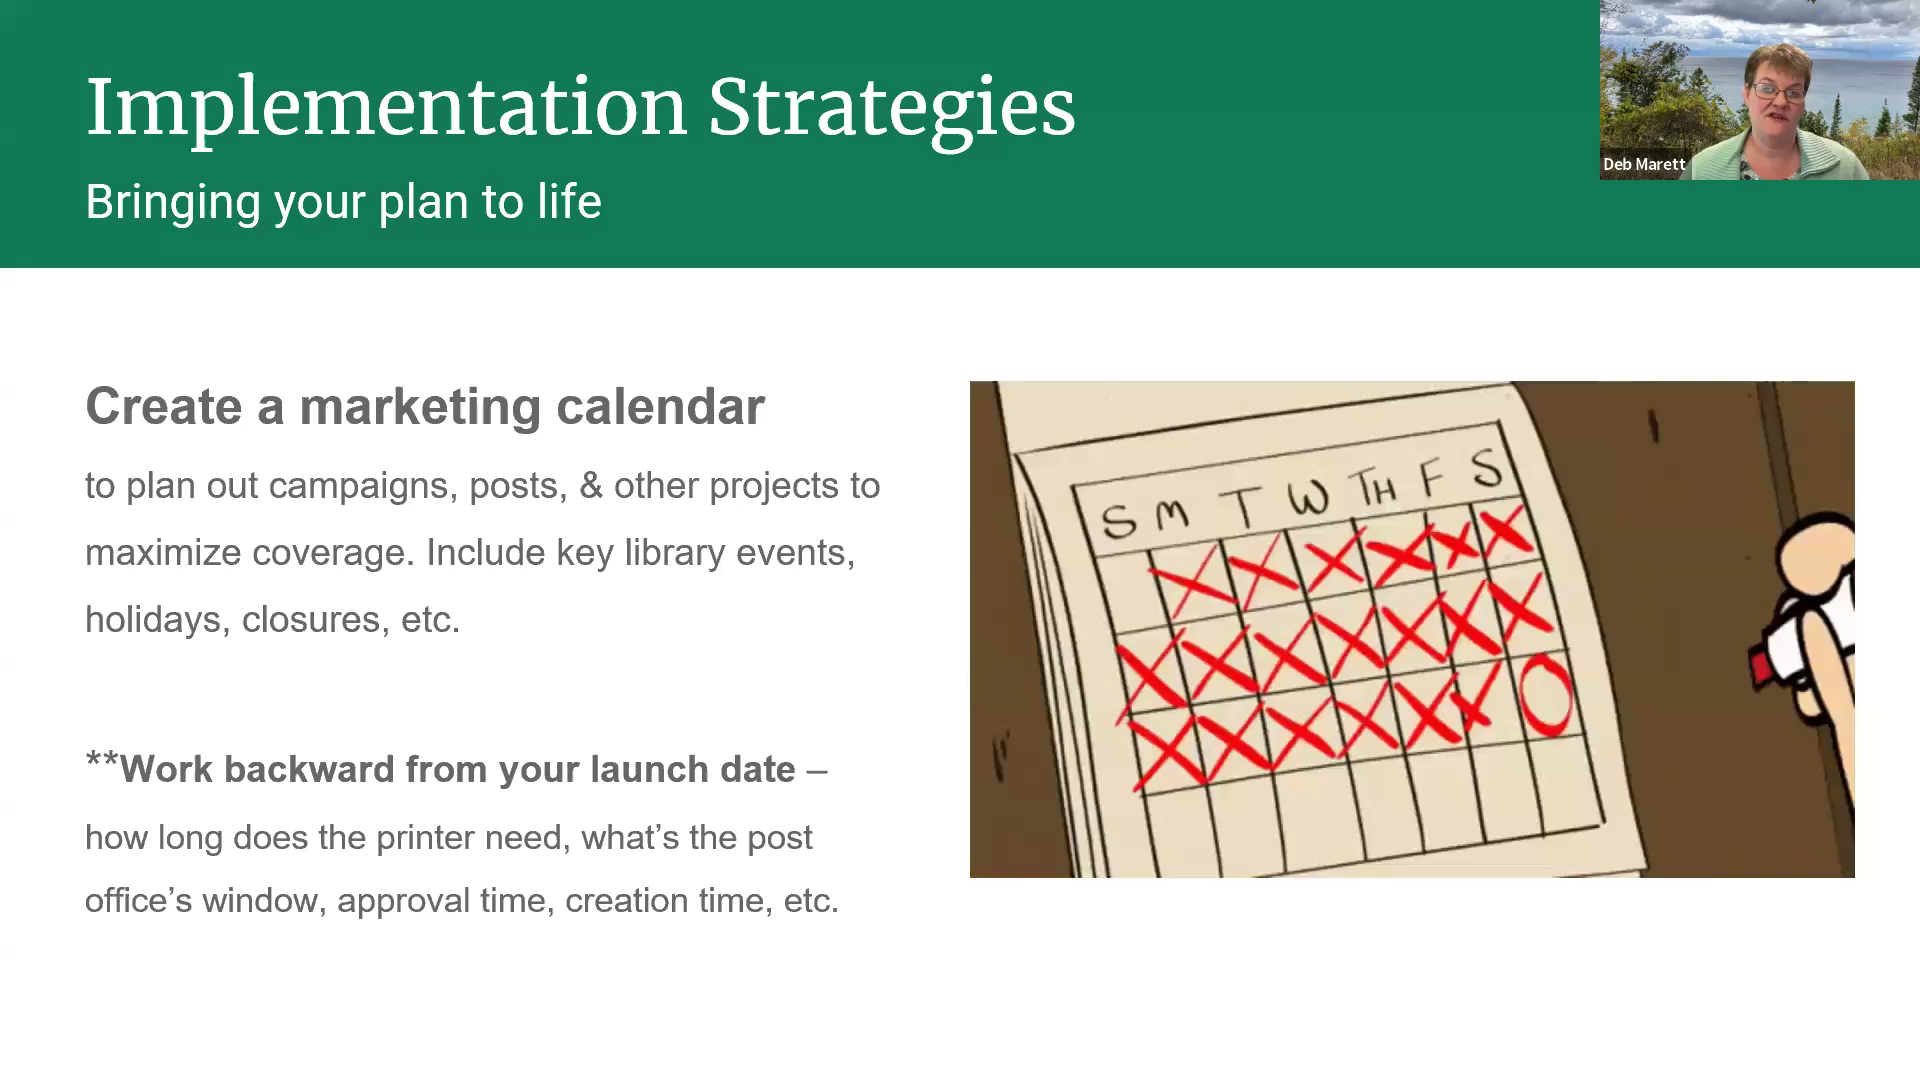 Implementation Strategies
Bringing your plan to life
Deb Marett
Create a marketing calendar
to plan out campaigns, posts, & other projects to
maximize coverage. Include key library events,
holidays, closures, etc.
**Work backward from your launch date –
how long does the printer need, what’s the post
office’s window, approval time, creation time, etc.
S M T W TH F S